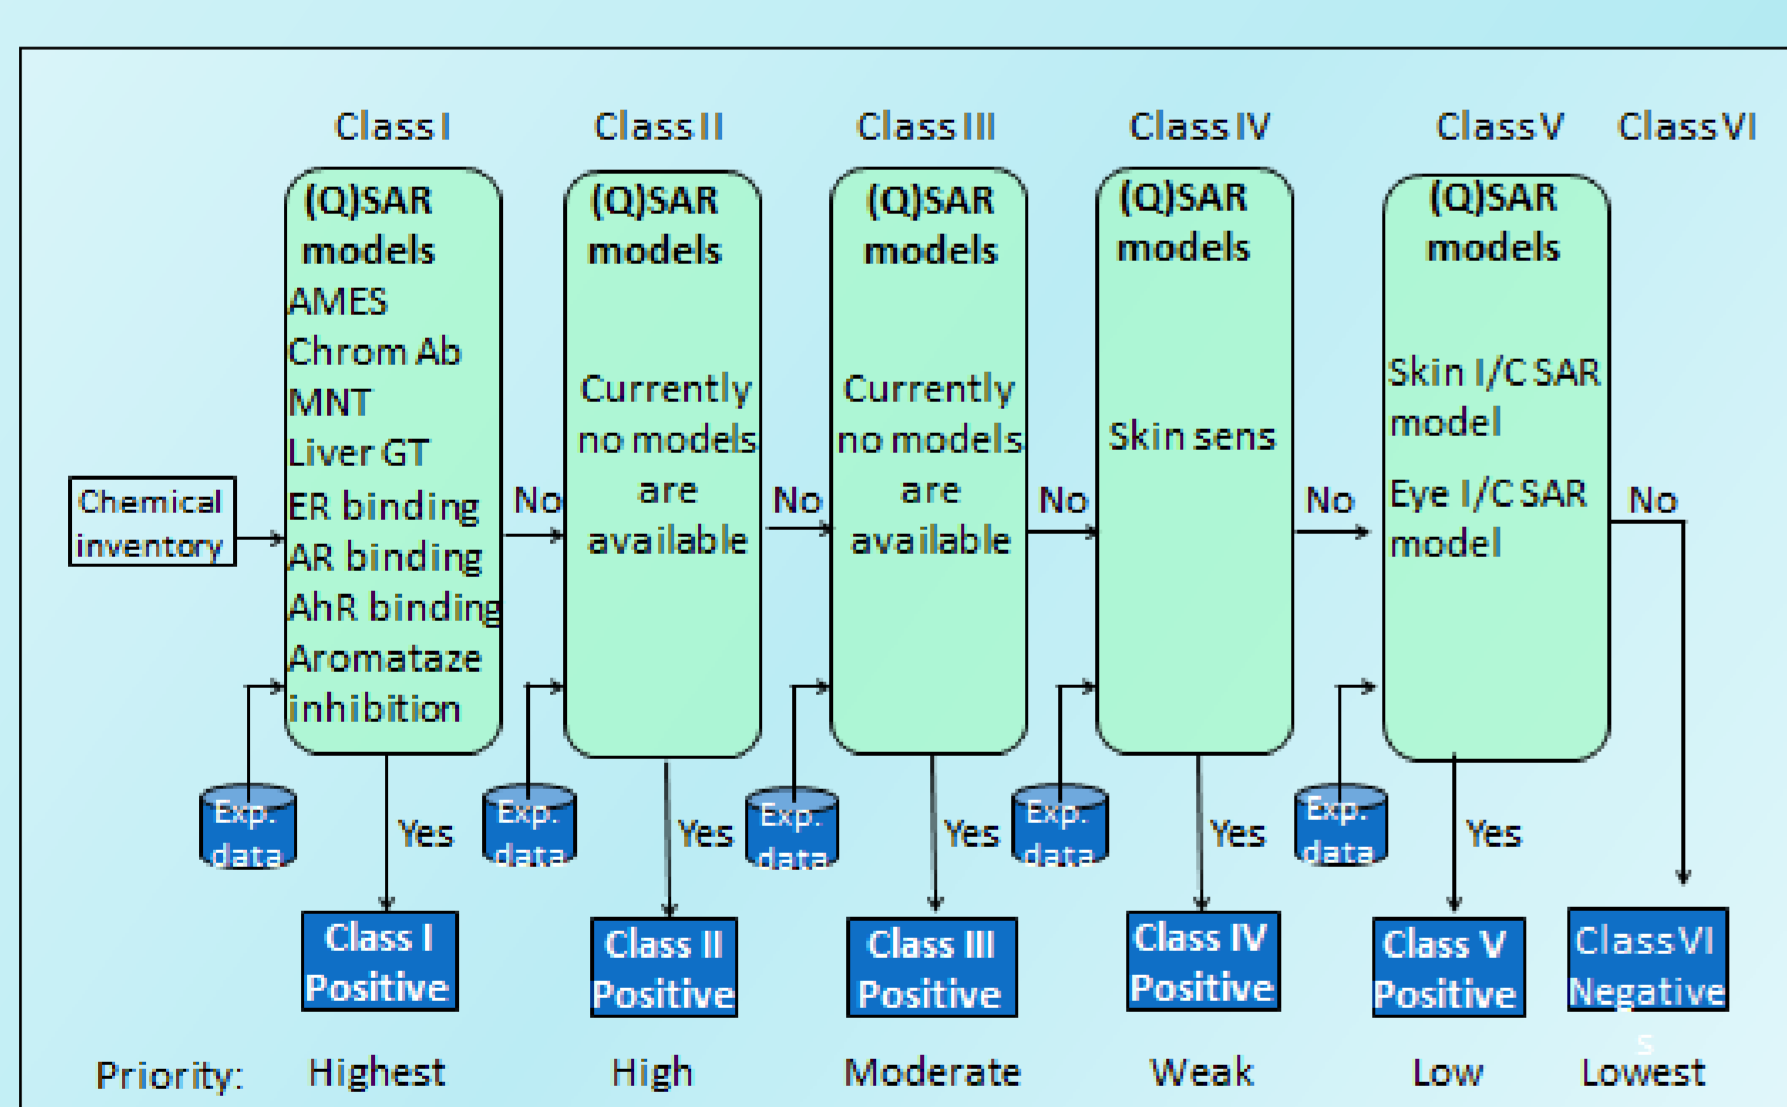 Class I
Class II
Class III
Class IV
Class V
Class VI
(Q)SAR
models
AMES
Chrom Ab
MNT
Liver GT
ER binding
AR binding
AhR binding
Aromataze
inhibition
(Q)SAR
models
Currently
no models
are
available
(Q)SAR
models
Currently
no models
are
available
(Q)SAR
models
Skin sens
(Q)SAR
models
Skin I/C SAR
model
Eye I/C SAR
model
Chemical
inventory
No
No
No
No
No
Exp.
data
Yes
Exp.
data
Yes
Exp.
data
Yes
Exp.
data
Yes
Exp.
data
Yes
Class I
Positive
Class II
Positive
Class III
Positive
Class IV
Positive
Class V
Positive
Class VI
Negative
s
Priority:
Highest
High
Moderate
Weak
Low
Lowest